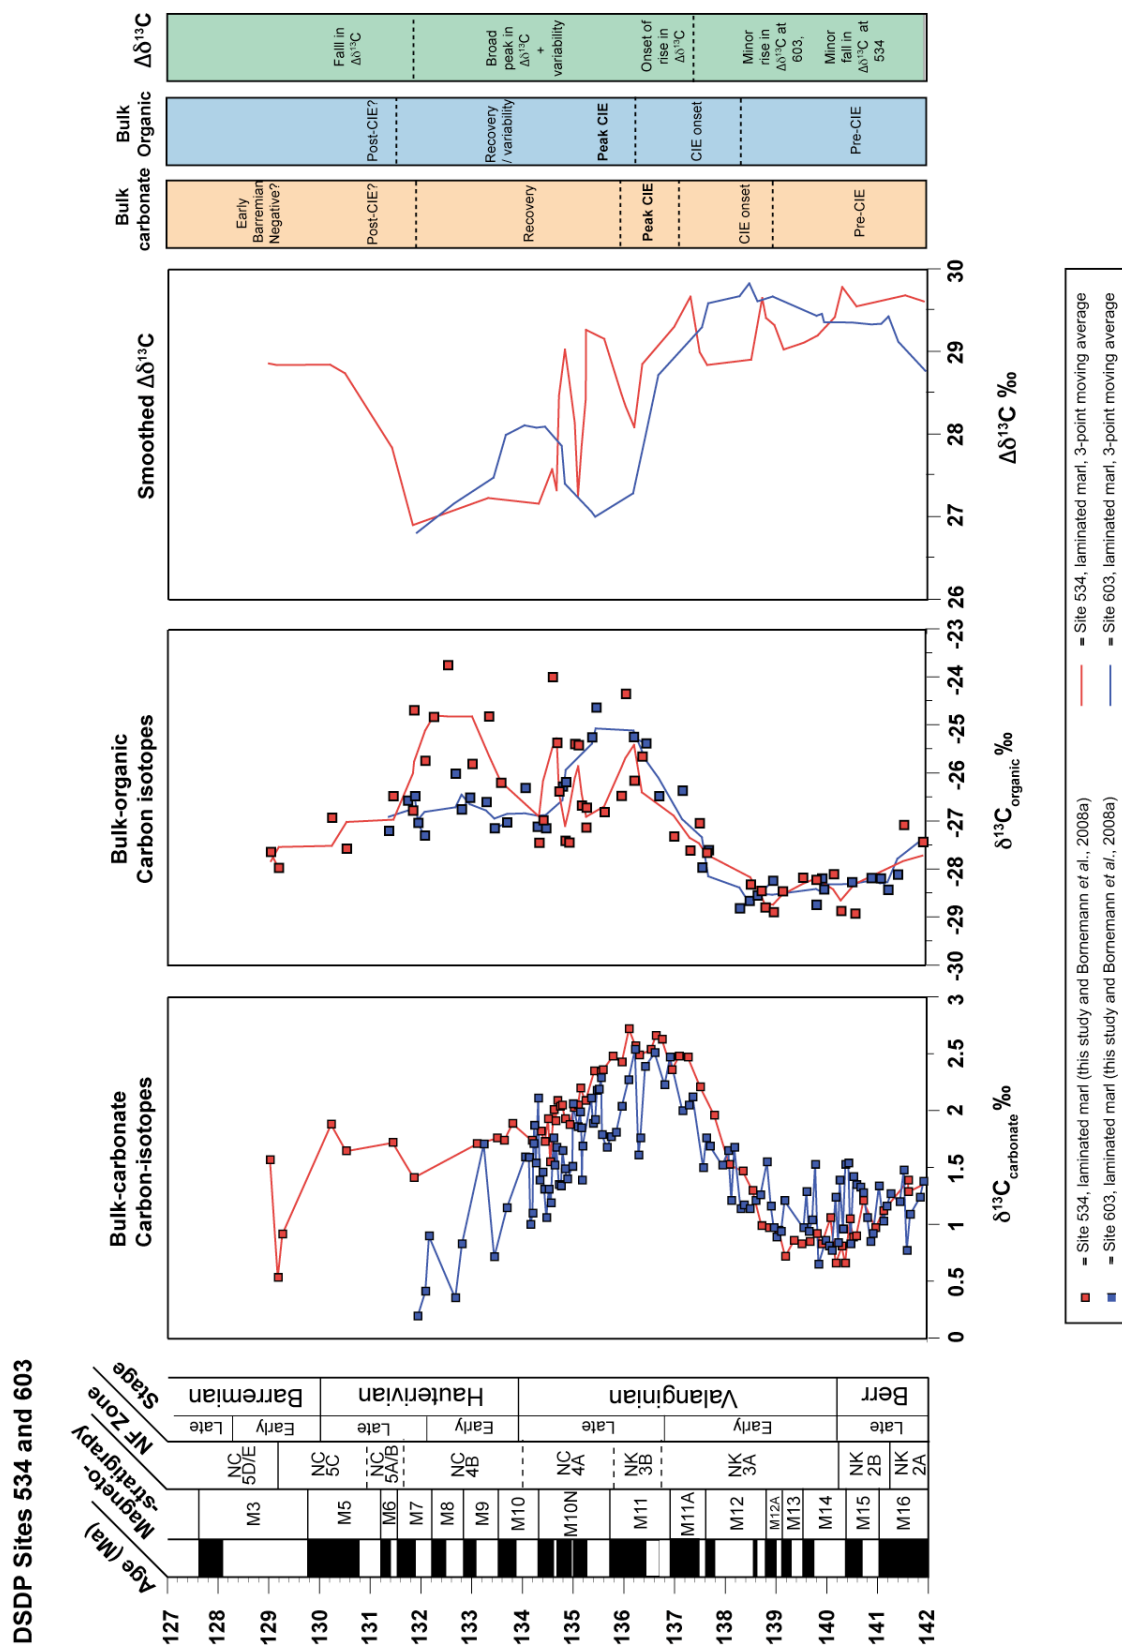 DSDP Sites 534 and 603
Age (Ma)
Magneto-
-stratigrapy
NF Zone
Stage
127
128
129
130
131
132
133
134
135
136
137
138
139
140
141
142
M3
M5
M6
M7
M8
M9
M10
M10N
M11
M11A
M12
M12A
M13
M14
M15
M16
NC
5D/E
NC
5C
NC
5A/B
NC
4B
NC
4A
NK
3B
NK
3A
NK
2B
NK
2A
Late
Early
Late
Early
Late
Early
Late
Barremian
Hauterivian
Valanginian
Berr
Bulk-carbonate
Carbon-isotopes
0
0.5
1
1.5
2
2.5
3
δ¹³Ccarbonate ‰
Bulk-organic
Carbon isotopes
-30
-29
-28
-27
-26
-25
-24
-23
δ¹³Corganic ‰
Smoothed Δδ¹³C
26
27
28
29
30
Δδ¹³C ‰
Bulk
carbonate
Early
Barremian
Negative?
Post-CIE?
Recovery
Peak CIE
CIE onset
Pre-CIE
Bulk
Organic
Post-CIE?
Recovery
/ variability
Peak CIE
CIE onset
Pre-CIE
Δδ¹³C
Falll in
Δδ¹³C
Broad
peak in
Δδ¹³C
+
variability
Onset of
rise in
Δδ¹³C
Minor
rise in
Δδ¹³C at
603,
Minor
fall in
Δδ¹³C at
534
= Site 534, laminated marl (this study and Bornemann et al., 2008a)
= Site 603, laminated marl (this study and Bornemann et al., 2008a)
= Site 534, laminated marl, 3-point moving average
= Site 603, laminated marl, 3-point moving average